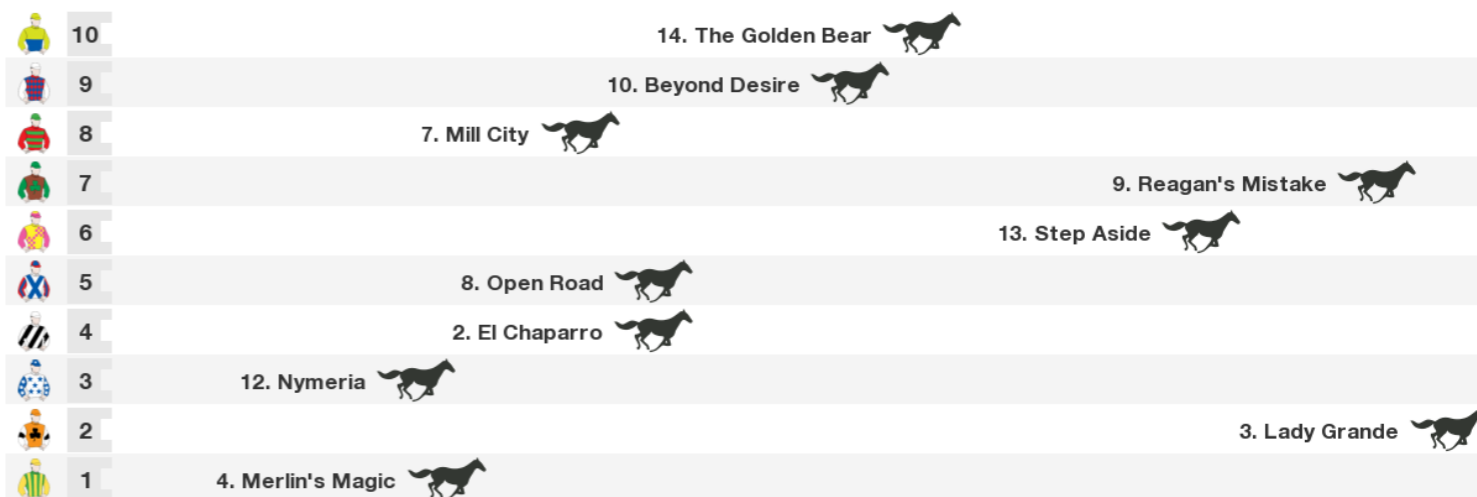 10 14. The Golden Bear
9 10. Beyond Desire
8 7. Mill City
7 9. Reagan's Mistake
6 13. Step Aside
5 8. Open Road
4 2. El Chaparro
3 12. Nymeria
2 3. Lady Grande
1 4. Merlin's Magic